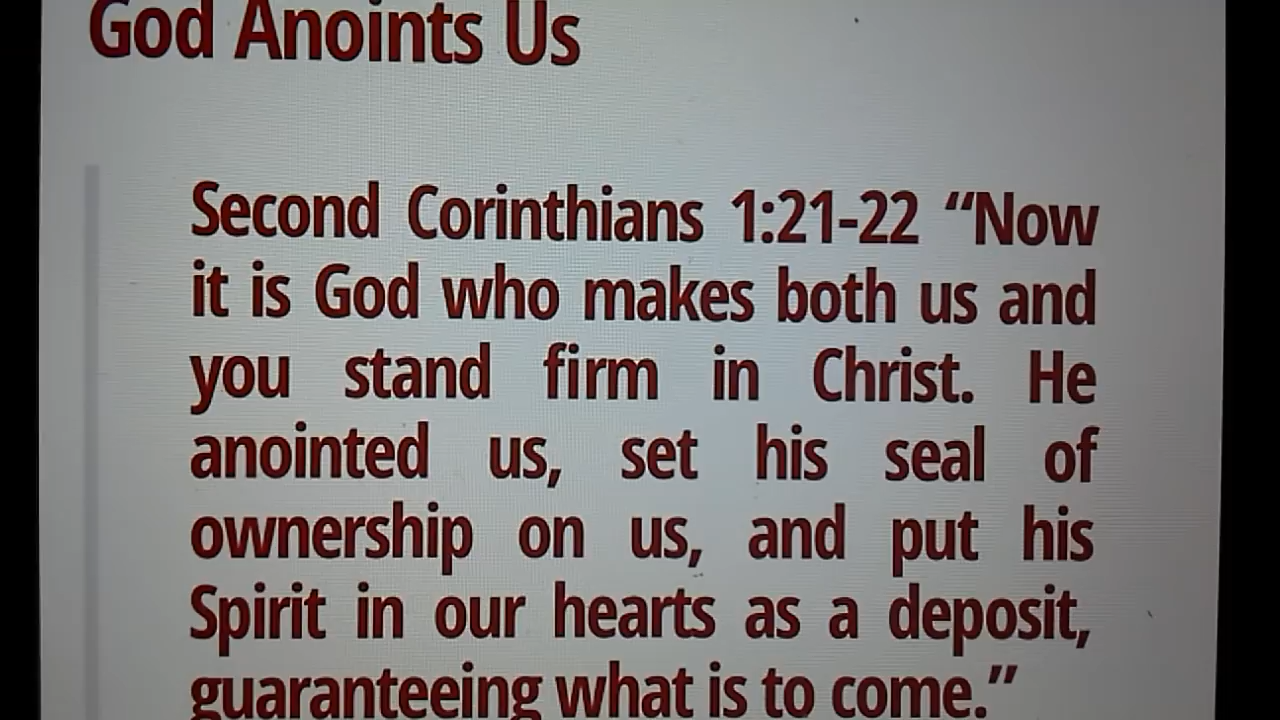 God Anoints Us
Second Corinthians 1:21-22 “Now
it is God who makes both us and
you stand firm in Christ. He
anointed us, set his seal of
ownership on us, and put his
Spirit in our hearts as a deposit,
guaranteeing what is to come.”